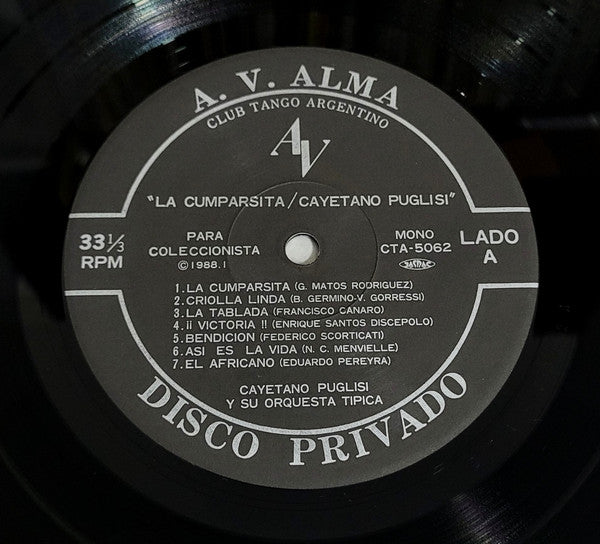 A. V. ALMA
CLUB TANGO ARGENTINO
AV
"LA CUMPARSITA/CAYETANO PUGLISI"
33 1/3
RPM
PARA
COLECCIONISTA
Ⓒ1988.1
MONO
CTA-5062
LADO
A
1.LA CUMPARSITA (G. MATOS RODRIGUEZ)
2.CRIOLLA LINDA (B. GERMINO-V. GORRESSI)
3.LA TABLADA (FRANCISCO CANARO)
4.¡¡ VICTORIA !! (ENRIQUE SANTOS DISCEPOLO)
5.BENDICION (FEDERICO SCORTICATI)
6.ASI ES LA VIDA (N. C. MENVIELLE)
7.EL AFRICANO (EDUARDO PEREYRA)
CAYETANO PUGLISI
Y SU ORQUESTA TIPICA
DISCO PRIVADO